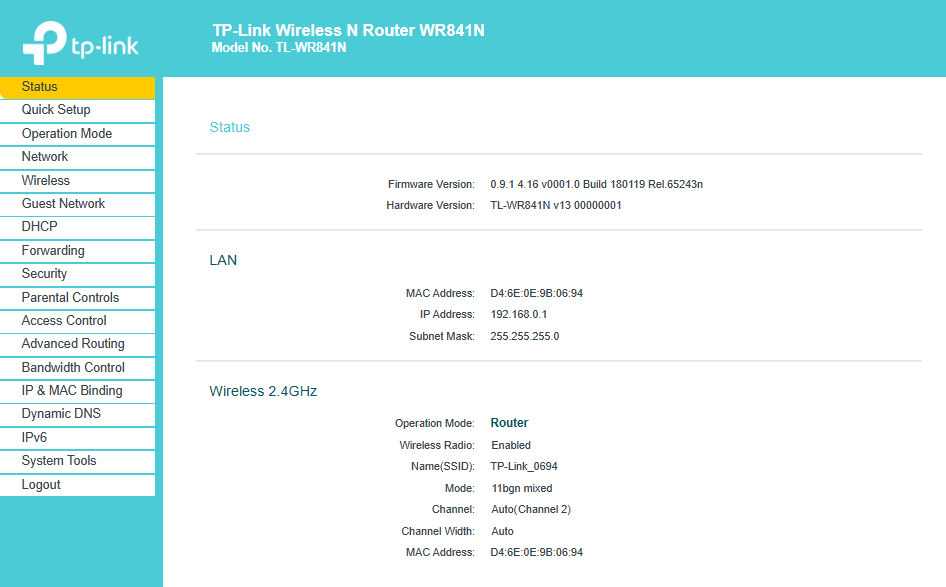 tp-link
TP-Link Wireless N Router WR841N
Model No. TL-WR841N
Status
Quick Setup
Operation Mode
Network
Wireless
Guest Network
DHCP
Forwarding
Security
Parental Controls
Access Control
Advanced Routing
Bandwidth Control
IP & MAC Binding
Dynamic DNS
IPv6
System Tools
Logout
Status
Firmware Version: 0.9.1 4.16 v0001.0 Build 180119 Rel.65243n
Hardware Version: TL-WR841N v13 00000001
LAN
MAC Address: D4:6E:0E:9B:06:94
IP Address: 192.168.0.1
Subnet Mask: 255.255.255.0
Wireless 2.4GHz
Operation Mode: Router
Wireless Radio: Enabled
Name(SSID): TP-Link_0694
Mode: 11bgn mixed
Channel: Auto(Channel 2)
Channel Width: Auto
MAC Address: D4:6E:0E:9B:06:94